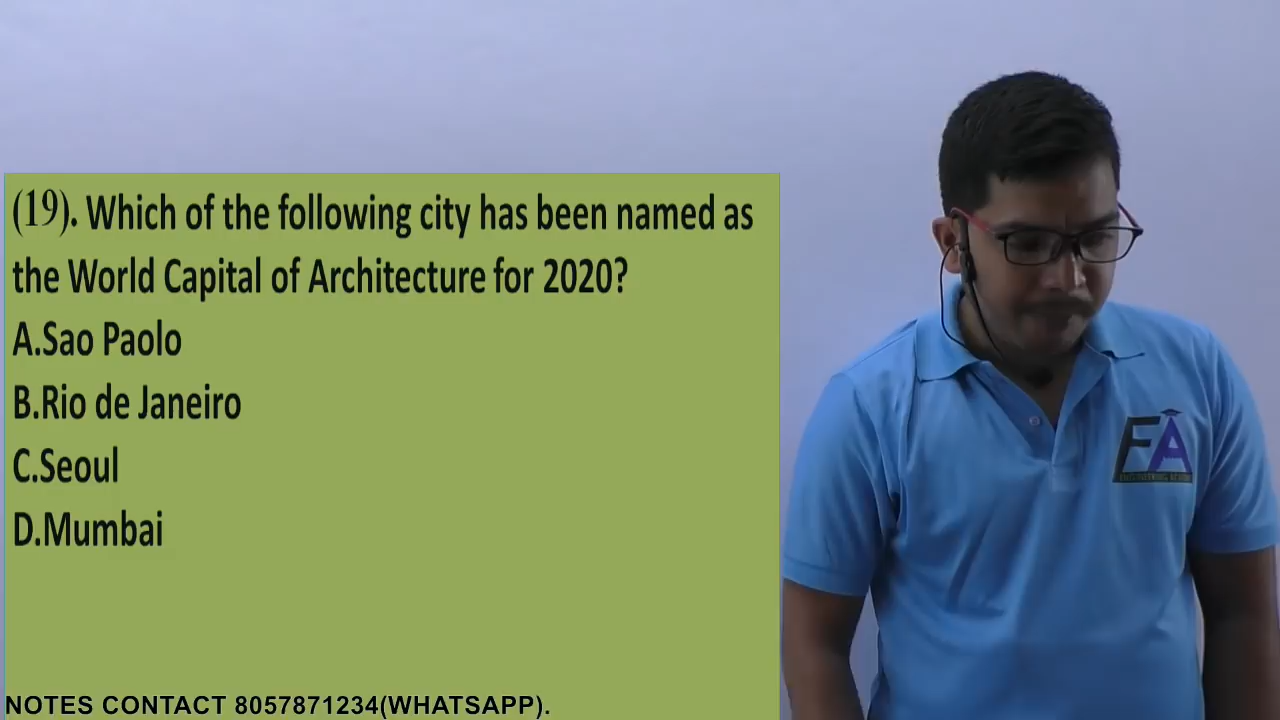 (19). Which of the following city has been named as
the World Capital of Architecture for 2020?
A.Sao Paolo
B.Rio de Janeiro
C.Seoul
D.Mumbai
NOTES CONTACT 8057871234(WHATSAPP).
FA